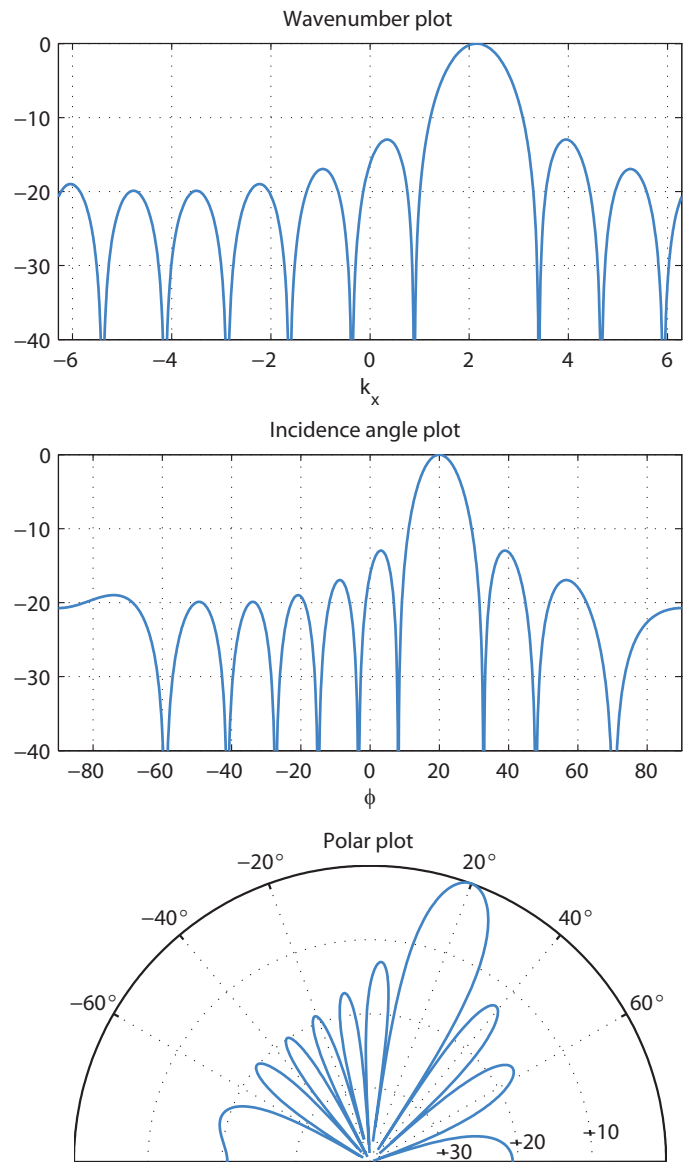 Wavenumber plot
0
−10
−20
−30
−40
−6 −4 −2 0 2 4 6
k_x
Incidence angle plot
0
−10
−20
−30
−40
−80 −60 −40 −20 0 20 40 60 80
ϕ
Polar plot
−20° 20°
−40° 40°
−60° 60°
−30 −20 −10